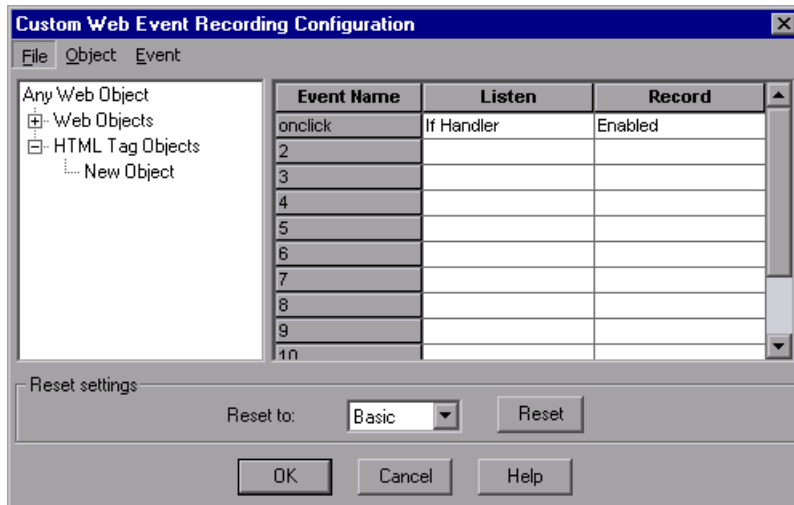 Custom Web Event Recording Configuration
File Object Event
Any Web Object
Web Objects
HTML Tag Objects
New Object
Event Name Listen Record
onclick If Handler Enabled
2
3
4
5
6
7
8
9
10
Reset settings
Reset to: Basic Reset
OK Cancel Help